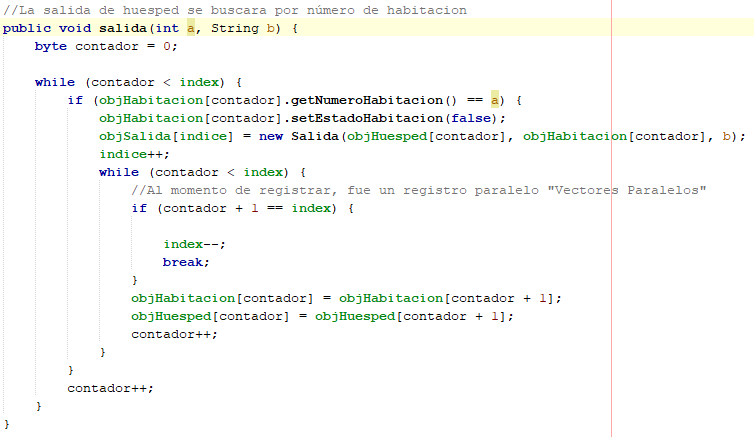 //La salida de huesped se buscara por número de habitacion
public void salida(int a, String b) {
    byte contador = 0;

    while (contador < index) {
        if (objHabitacion[contador].getNumeroHabitacion() == a) {
            objHabitacion[contador].setEstadoHabitacion(false);
            objSalida[indice] = new Salida(objHuesped[contador], objHabitacion[contador], b);
            indice++;
            while (contador < index) {
                //Al momento de registrar, fue un registro paralelo "Vectores Paralelos"
                if (contador + 1 == index) {

                    index--;
                    break;
                }
                objHabitacion[contador] = objHabitacion[contador + 1];
                objHuesped[contador] = objHuesped[contador + 1];
                contador++;
            }
        }
        contador++;
    }
}